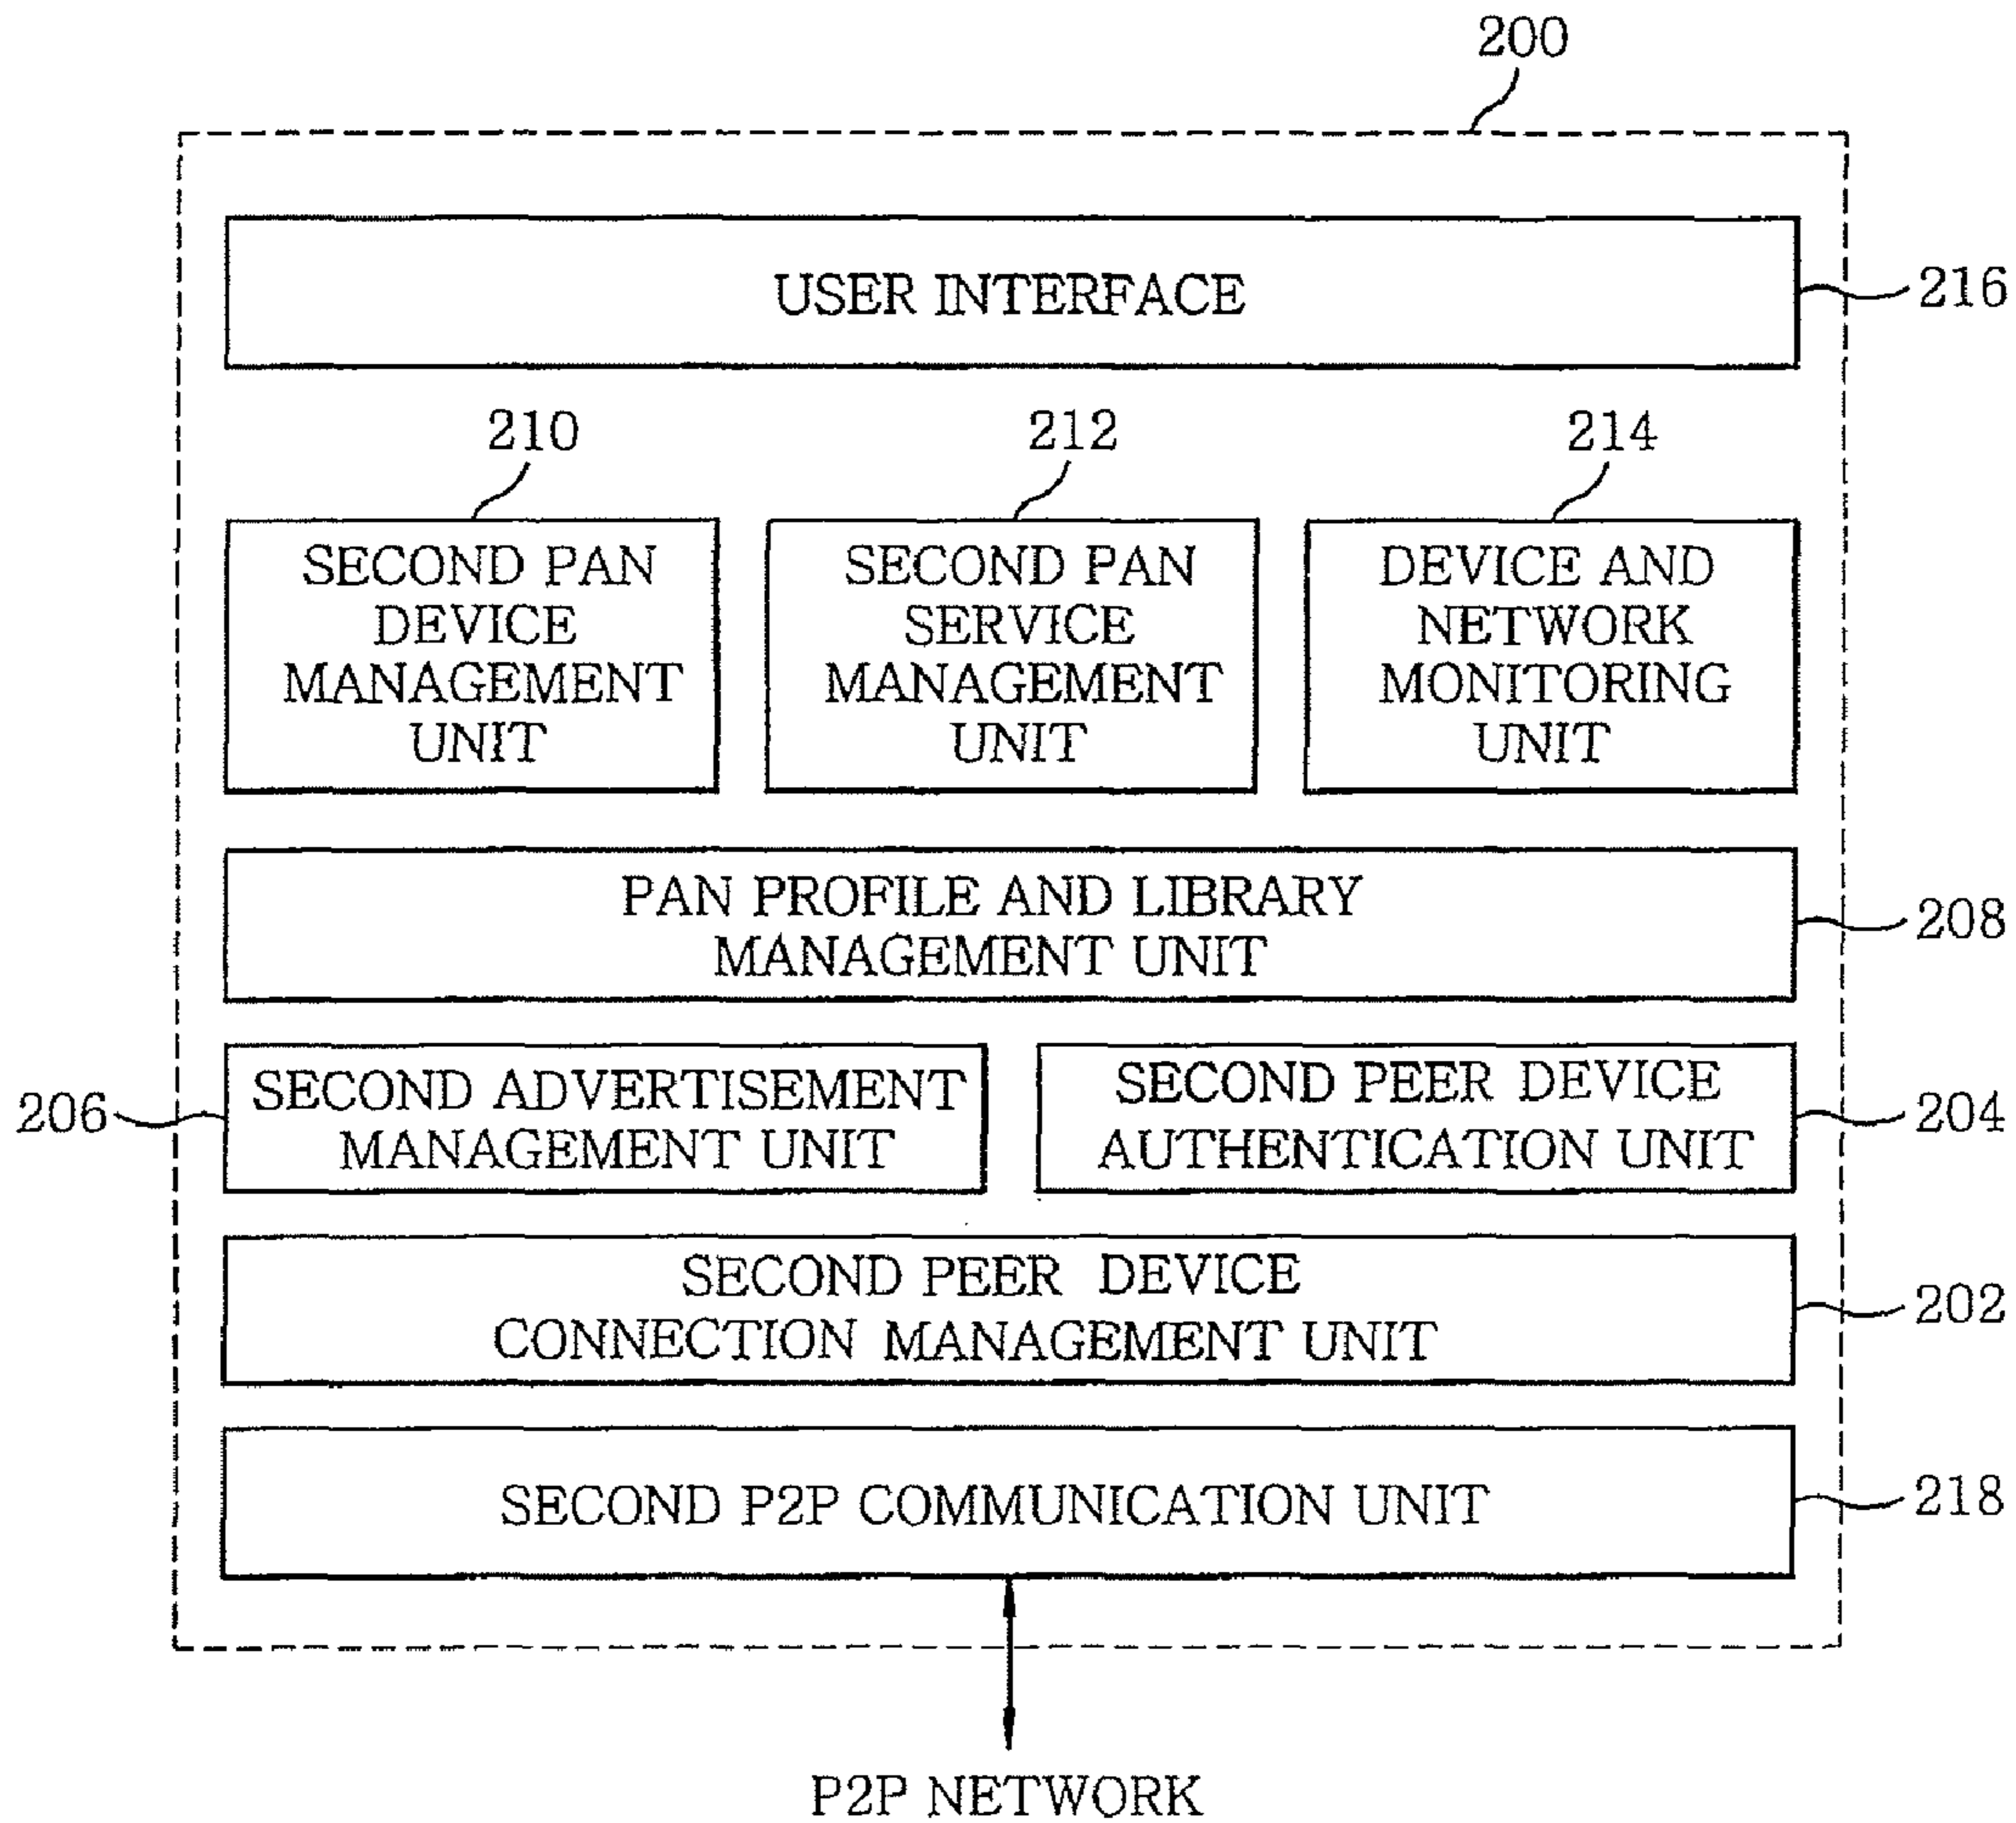 200
USER INTERFACE
216
210
212
214
SECOND PAN
DEVICE
MANAGEMENT
UNIT
SECOND PAN
SERVICE
MANAGEMENT
UNIT
DEVICE AND
NETWORK
MONITORING
UNIT
PAN PROFILE AND LIBRARY
MANAGEMENT UNIT
208
206
SECOND ADVERTISEMENT
MANAGEMENT UNIT
SECOND PEER DEVICE
AUTHENTICATION UNIT
204
SECOND PEER DEVICE
CONNECTION MANAGEMENT UNIT
202
SECOND P2P COMMUNICATION UNIT
218
P2P NETWORK